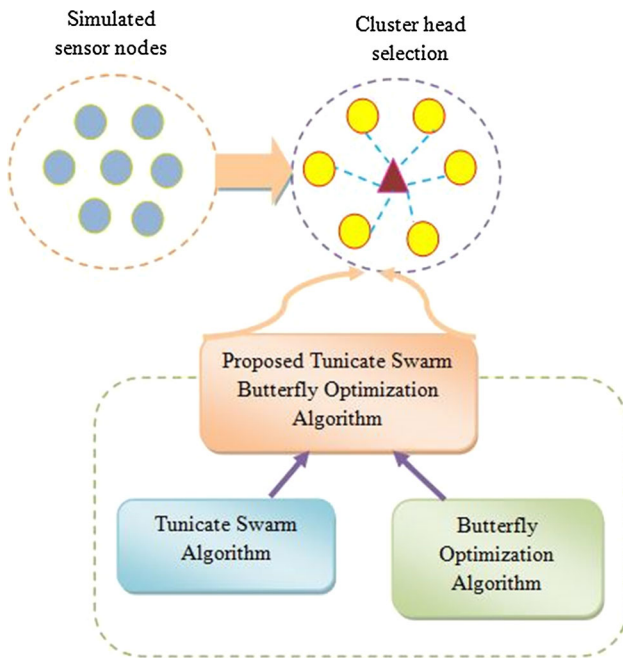 Simulated
sensor nodes
Cluster head
selection
Proposed Tunicate Swarm
Butterfly Optimization
Algorithm
Tunicate Swarm
Algorithm
Butterfly
Optimization
Algorithm